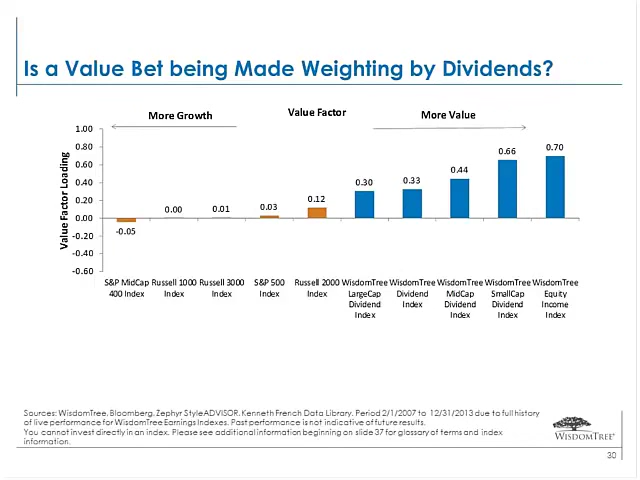 Is a Value Bet being Made Weighting by Dividends?
More Growth
Value Factor
More Value
Value Factor Loading
1.00
0.80
0.60
0.40
0.20
0.00
-0.20
-0.40
-0.60
-0.05
0.00
0.01
0.03
0.12
0.30
0.33
0.44
0.66
0.70
S&P MidCap
400 Index
Russell 1000
Index
Russell 3000
Index
S&P 500
Index
Russell 2000
Index
WisdomTree
LargeCap
Dividend
Index
WisdomTree
Dividend
Index
WisdomTree
MidCap
Dividend
Index
WisdomTree
SmallCap
Dividend
Index
WisdomTree
Equity
Income
Index
Sources: WisdomTree, Bloomberg, Zephyr StyleADVISOR, Kenneth French Data Library. Period 2/1/2007 to 12/31/2013 due to full history
of live performance for WisdomTree Earnings Indexes. Past performance is not indicative of future results.
You cannot invest directly in an index. Please see additional information beginning on slide 37 for glossary of terms and index
information.
WISDOMTREE®
30